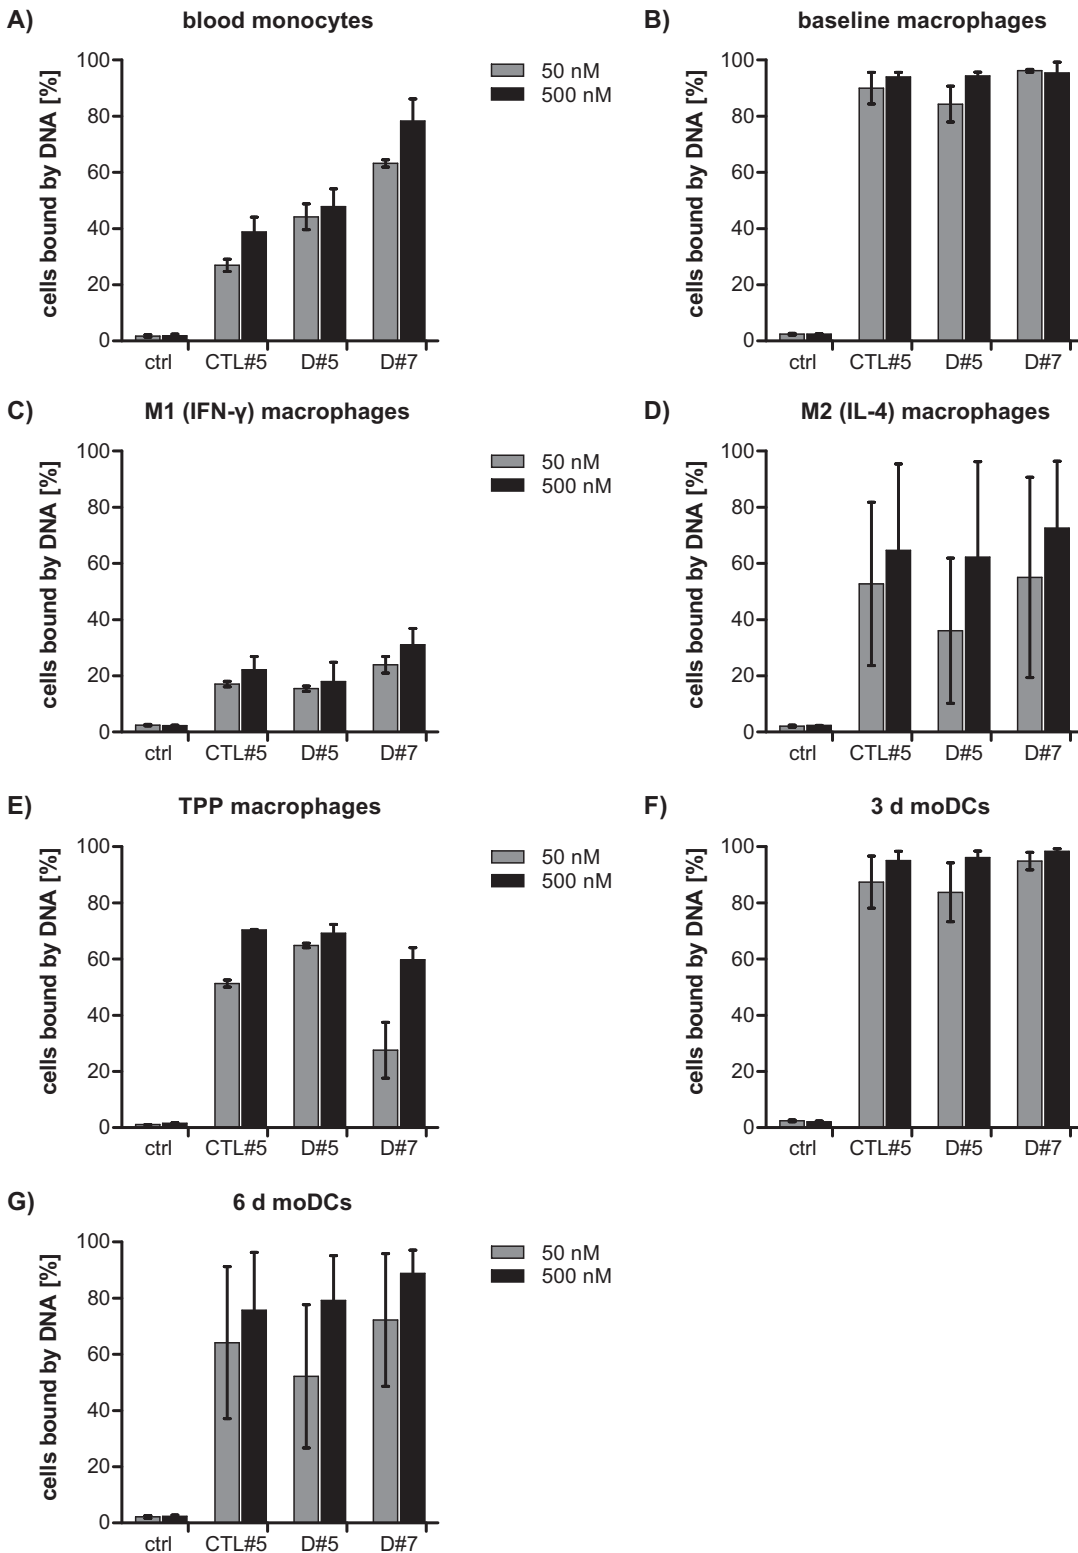 A) blood monocytes
cells bound by DNA [%]
100
80
60
40
20
0
ctrl CTL#5 D#5 D#7
50 nM
500 nM
B) baseline macrophages
cells bound by DNA [%]
100
80
60
40
20
0
ctrl CTL#5 D#5 D#7
C) M1 (IFN-γ) macrophages
cells bound by DNA [%]
100
80
60
40
20
0
ctrl CTL#5 D#5 D#7
50 nM
500 nM
D) M2 (IL-4) macrophages
cells bound by DNA [%]
100
80
60
40
20
0
ctrl CTL#5 D#5 D#7
E) TPP macrophages
cells bound by DNA [%]
100
80
60
40
20
0
ctrl CTL#5 D#5 D#7
50 nM
500 nM
F) 3 d moDCs
cells bound by DNA [%]
100
80
60
40
20
0
ctrl CTL#5 D#5 D#7
G) 6 d moDCs
cells bound by DNA [%]
100
80
60
40
20
0
ctrl CTL#5 D#5 D#7
50 nM
500 nM